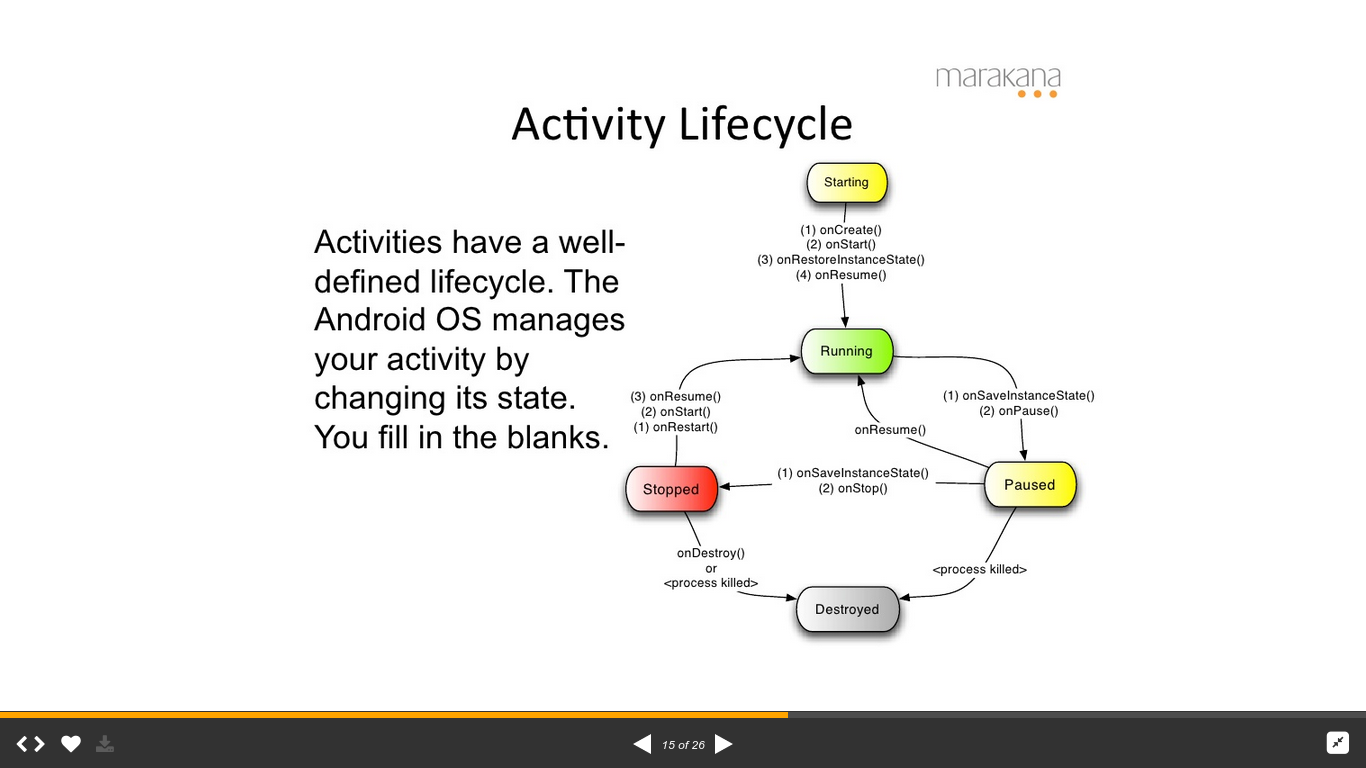 marakana
Activity Lifecycle
Activities have a well-
defined lifecycle. The
Android OS manages
your activity by
changing its state.
You fill in the blanks.
Starting
(1) onCreate()
(2) onStart()
(3) onRestoreInstanceState()
(4) onResume()
Running
(3) onResume()
(2) onStart()
(1) onRestart()
(1) onSaveInstanceState()
(2) onPause()
onResume()
(1) onSaveInstanceState()
(2) onStop()
Stopped
Paused
onDestroy()
or
<process killed>
<process killed>
Destroyed
15 of 26